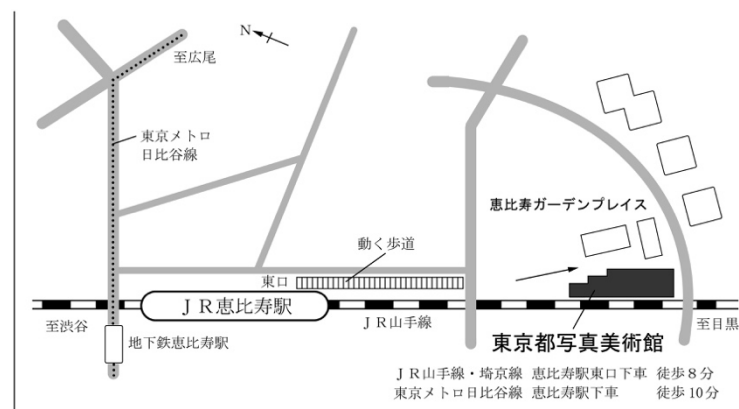 N
至広尾
東京メトロ
日比谷線
恵比寿ガーデンプレイス
動く歩道
東口
ＪＲ恵比寿駅
至渋谷
ＪＲ山手線
至目黒
地下鉄恵比寿駅
東京都写真美術館
ＪＲ山手線・埼京線 恵比寿駅東口下車 徒歩８分
東京メトロ日比谷線 恵比寿駅下車 徒歩10分